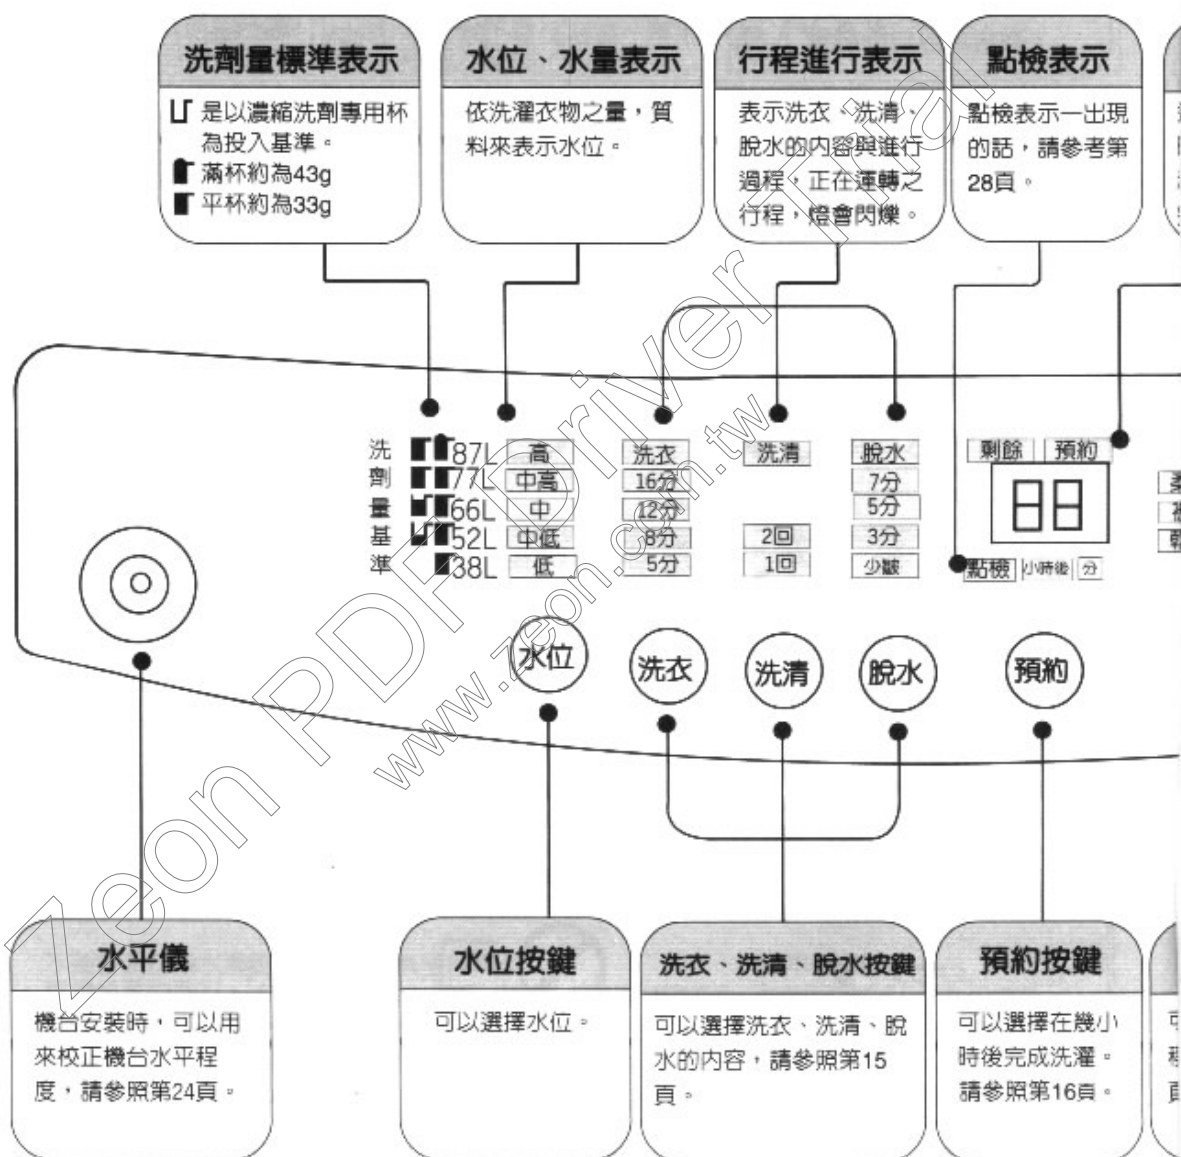 洗劑量標準表示
是以濃縮洗劑專用杯
為投入基準。
滿杯約為43g
平杯約為33g
水位、水量表示
依洗濯衣物之量，質
料來表示水位。
行程進行表示
表示洗衣、洗清、
脫水的内容與進行
過程，正在運轉之
行程，燈會閃爍。
點檢表示
點檢表示一出現
的話，請參考第
28頁。
洗劑量基準
87L 高
77L 中高
66L 中
52L 中低
38L 低
洗衣
16分
12分
8分
5分
洗清
2回
1回
脫水
7分
5分
3分
少皺
剩餘 預約
88
點檢 小時後 分
水位
洗衣
洗清
脫水
預約
水平儀
機台安裝時，可以用
來校正機台水平程
度，請參照第24頁。
水位按鍵
可以選擇水位。
洗衣、洗清、脫水按鍵
可以選擇洗衣、洗清、脫
水的内容，請參照第15
頁。
預約按鍵
可以選擇在幾小
時後完成洗濯。
請參照第16頁。
Zeon PDF Driver Trial
www.zeon.com.tw